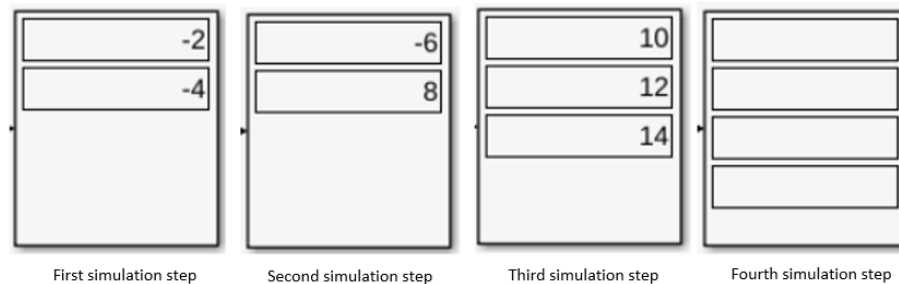 -2
-4
First simulation step
-6
8
Second simulation step
10
12
14
Third simulation step
Fourth simulation step